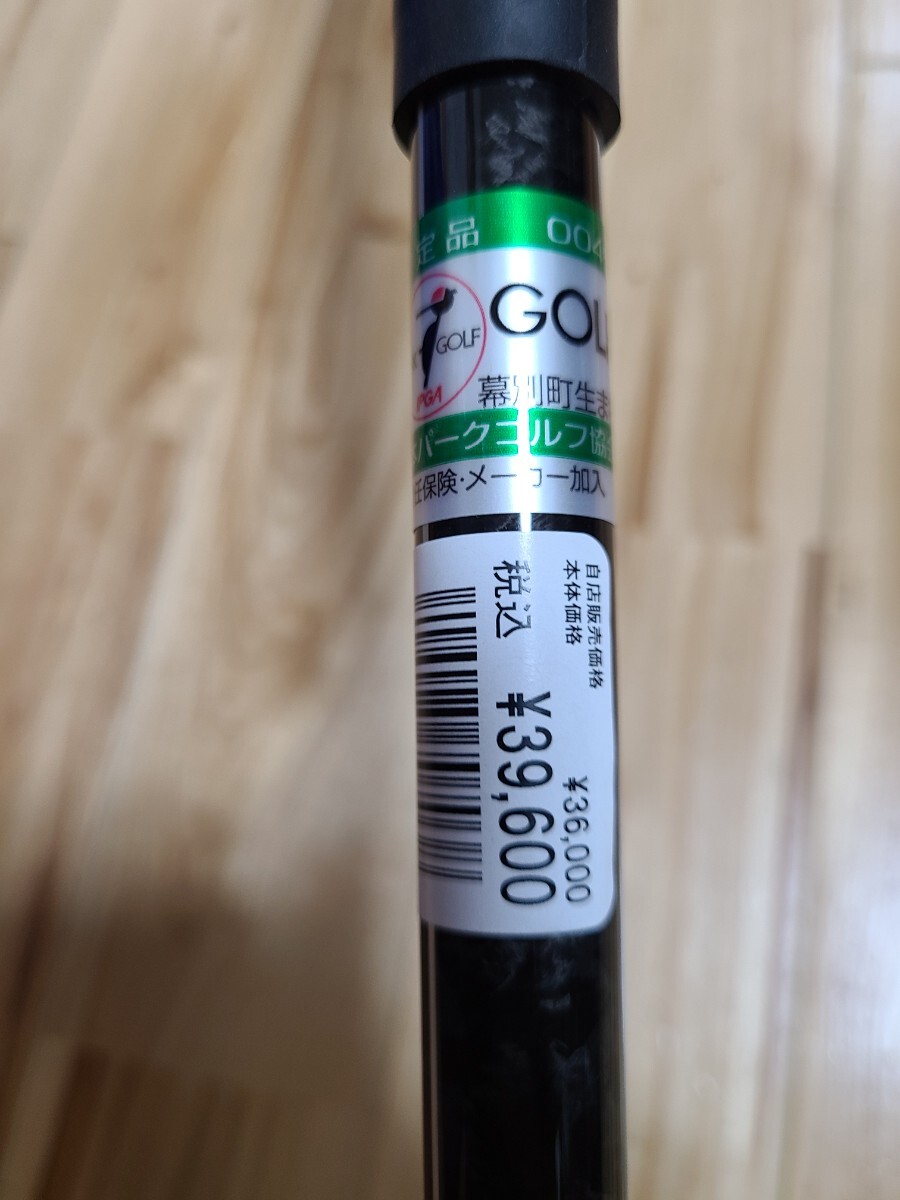 定品 004
GOLF
PGA
GOL
幕別町生ま
パークゴルフ協
任保険・メーカー加入
自店販売価格
本体価格 ¥36,000
税込 ¥39,600